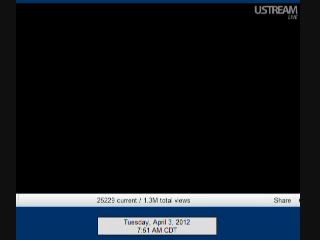 USTREAM
LIVE
25229 current / 1.3M total views Share
Tuesday, April 3, 2012
7:51 AM CDT